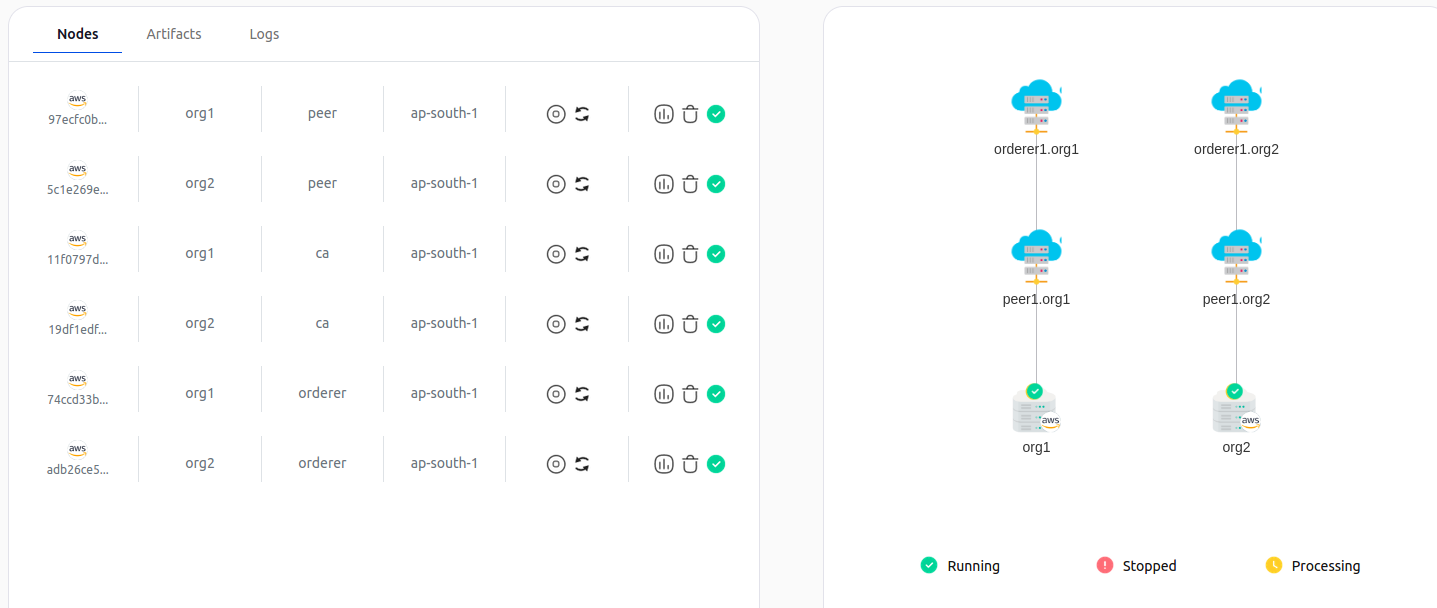 Nodes Artifacts Logs
aws
97ecfc0b... org1 peer ap-south-1
aws
5c1e269e... org2 peer ap-south-1
aws
11f0797d... org1 ca ap-south-1
aws
19df1edf... org2 ca ap-south-1
aws
74ccd33b... org1 orderer ap-south-1
aws
adb26ce5... org2 orderer ap-south-1
orderer1.org1 orderer1.org2
peer1.org1 peer1.org2
aws aws
org1 org2
Running Stopped Processing